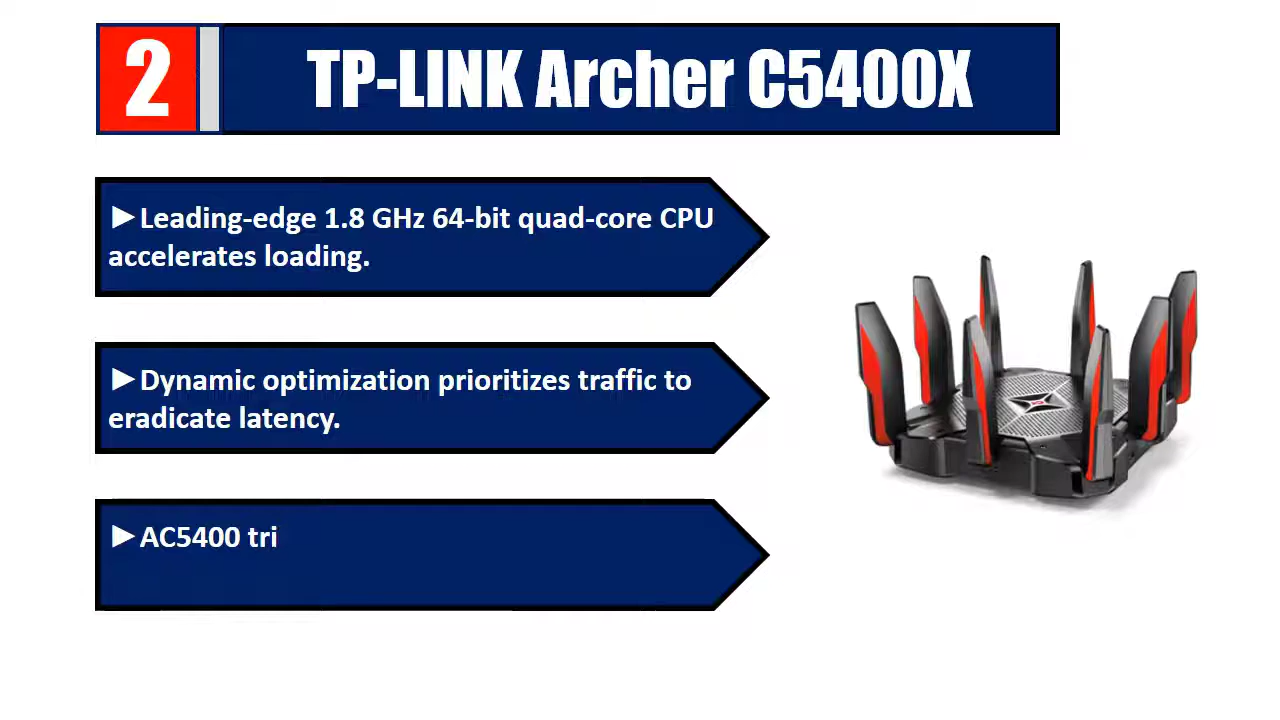 2
TP-LINK Archer C5400X
►Leading-edge 1.8 GHz 64-bit quad-core CPU
accelerates loading.
►Dynamic optimization prioritizes traffic to
eradicate latency.
►AC5400 tri